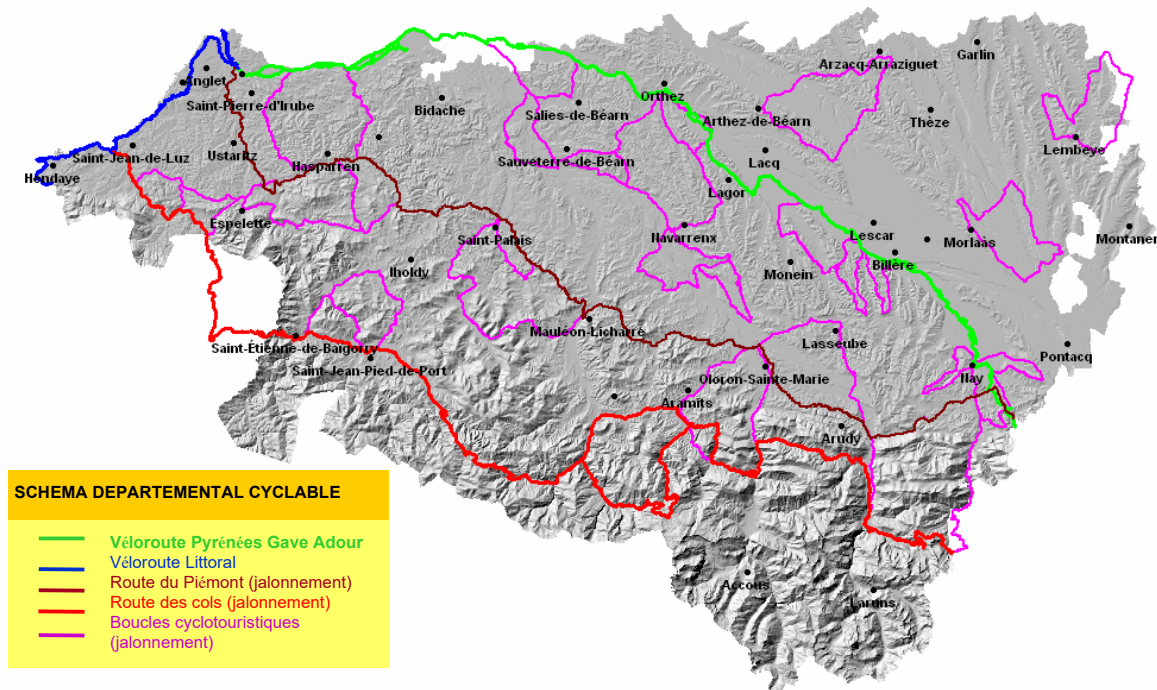 Garlin
Arzacq-Arraziguet
Anglet
Saint-Pierre-d'Irube
Bidache
Orthez
Salies-de-Béarn
Arthez-de-Béarn
Thèze
Lembeye
Saint-Jean-de-Luz
Ustaritz
Hasparren
Sauveterre-de-Béarn
Lacq
Hendaye
Lagor
Espelette
Saint-Palais
Navarrenx
Lescar
Morlaàs
Montaner
Iholdy
Monein
Billère
Saint-Étienne-de-Baigorry
Mauléon-Licharre
Lasseube
Pontacq
Saint-Jean-Pied-de-Port
Oloron-Sainte-Marie
Nay
Aramits
Arudy
Accous
Laruns
SCHEMA DEPARTEMENTAL CYCLABLE
Véloroute Pyrénées Gave Adour
Véloroute Littoral
Route du Piémont (jalonnement)
Route des cols (jalonnement)
Boucles cyclotouristiques
(jalonnement)